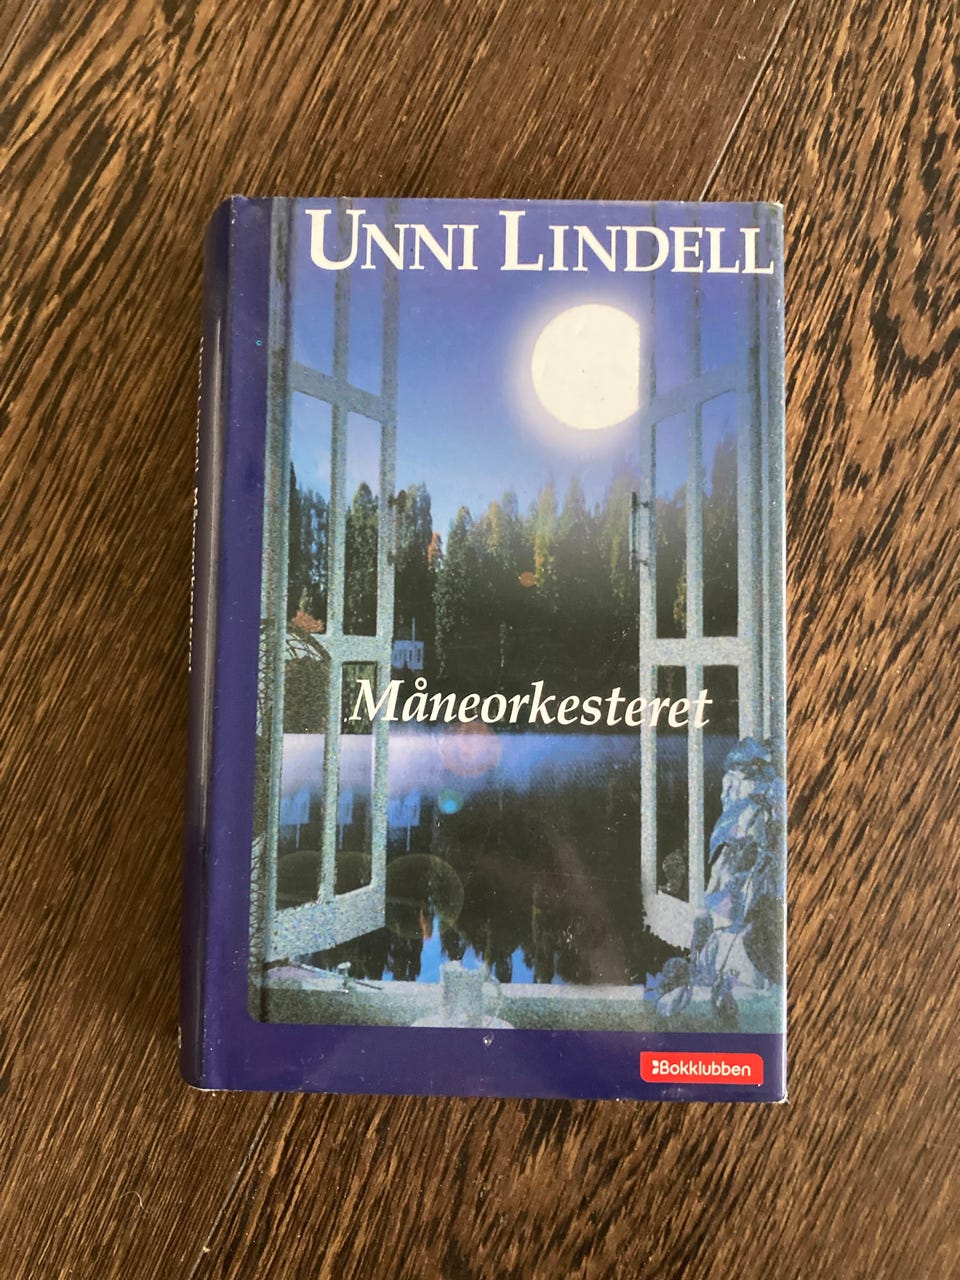 UNNI LINDELL
Måneorkesteret
Bokklubben